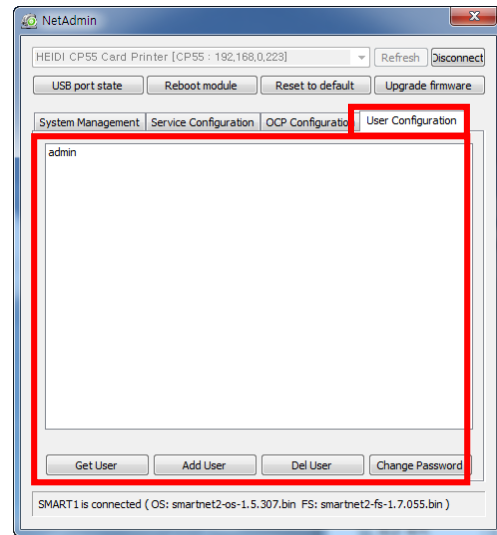 NetAdmin
HEIDI CP55 Card Printer [CP55 : 192,168,0,223] Refresh Disconnect
USB port state Reboot module Reset to default Upgrade firmware
System Management Service Configuration OCP Configuration User Configuration
admin
Get User Add User Del User Change Password
SMART1 is connected ( OS: smartnet2-os-1.5.307.bin FS: smartnet2-fs-1.7.055.bin )